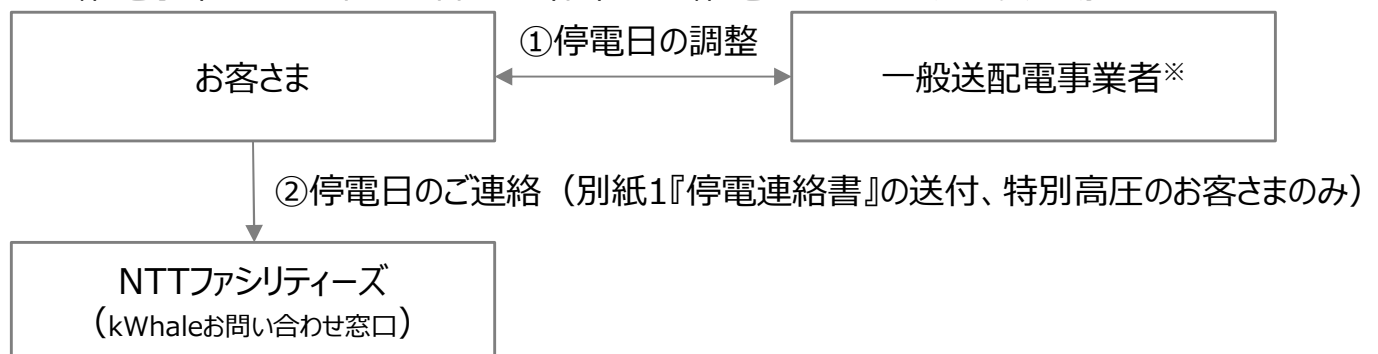 ①停電日の調整
お客さま
一般送配電事業者※
②停電日のご連絡（別紙1『停電連絡書』の送付、特別高圧のお客さまのみ）
NTTファシリティーズ
（kWhaleお問い合わせ窓口）